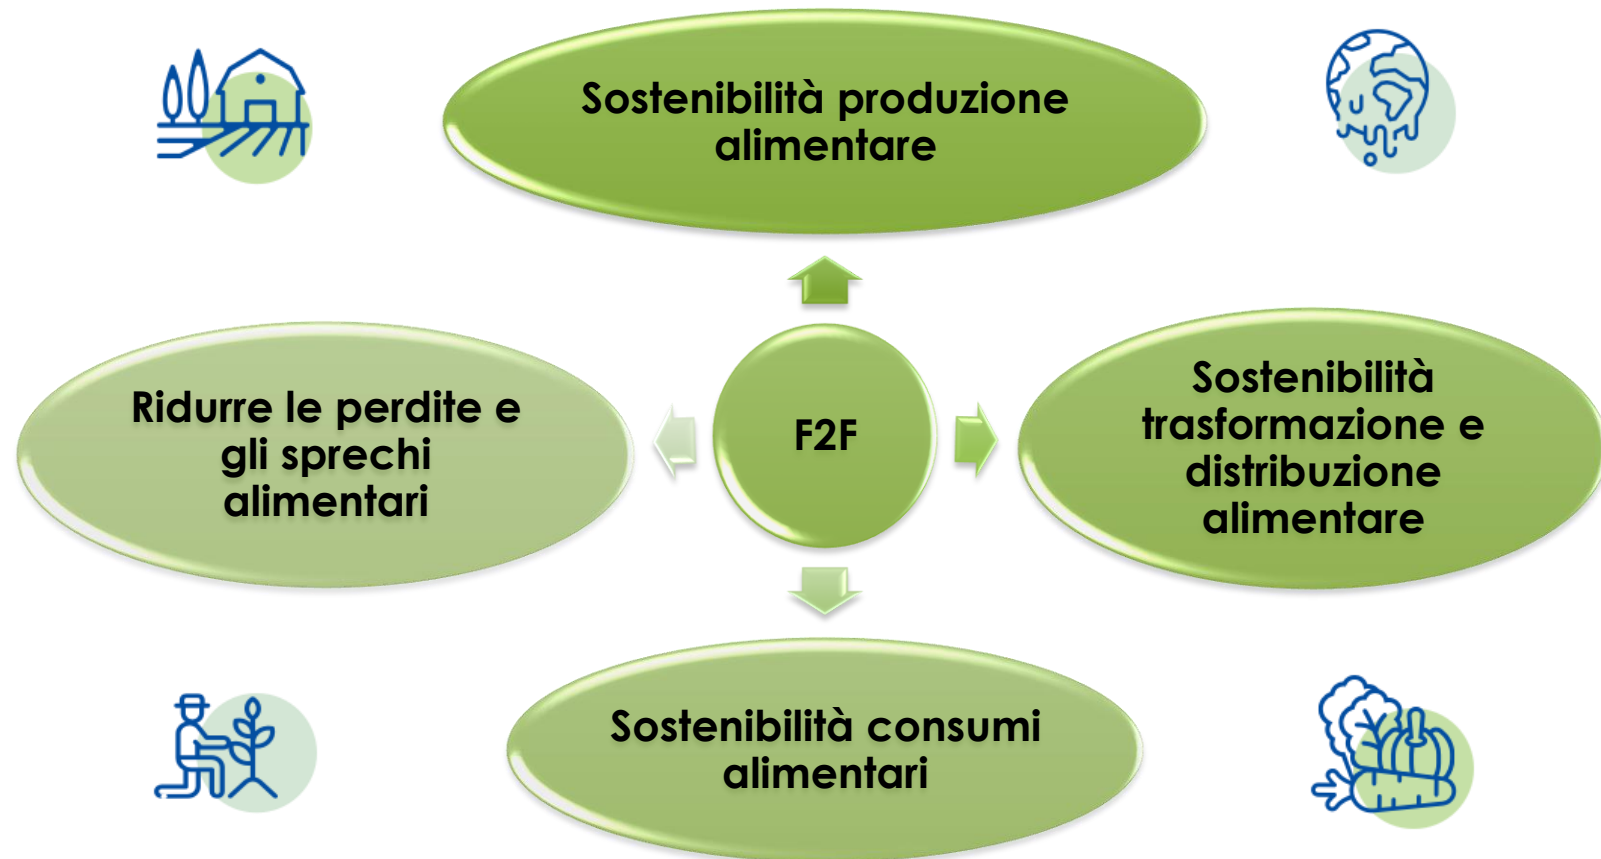 Sostenibilità produzione
alimentare
Ridurre le perdite e
gli sprechi
alimentari
F2F
Sostenibilità
trasformazione e
distribuzione
alimentare
Sostenibilità consumi
alimentari